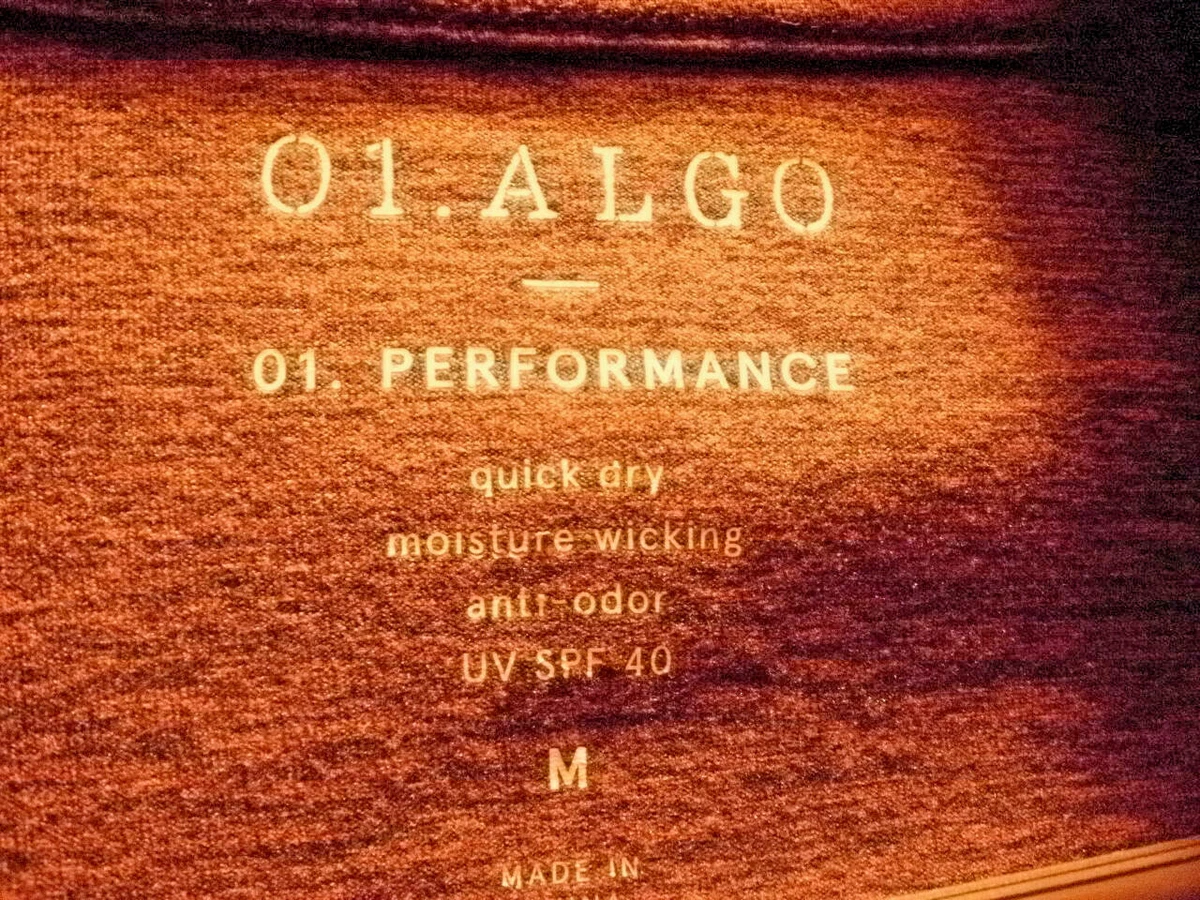 01.ALGO
01. PERFORMANCE
quick dry
moisture wicking
anti-odor
UV SPF 40
M
MADE IN